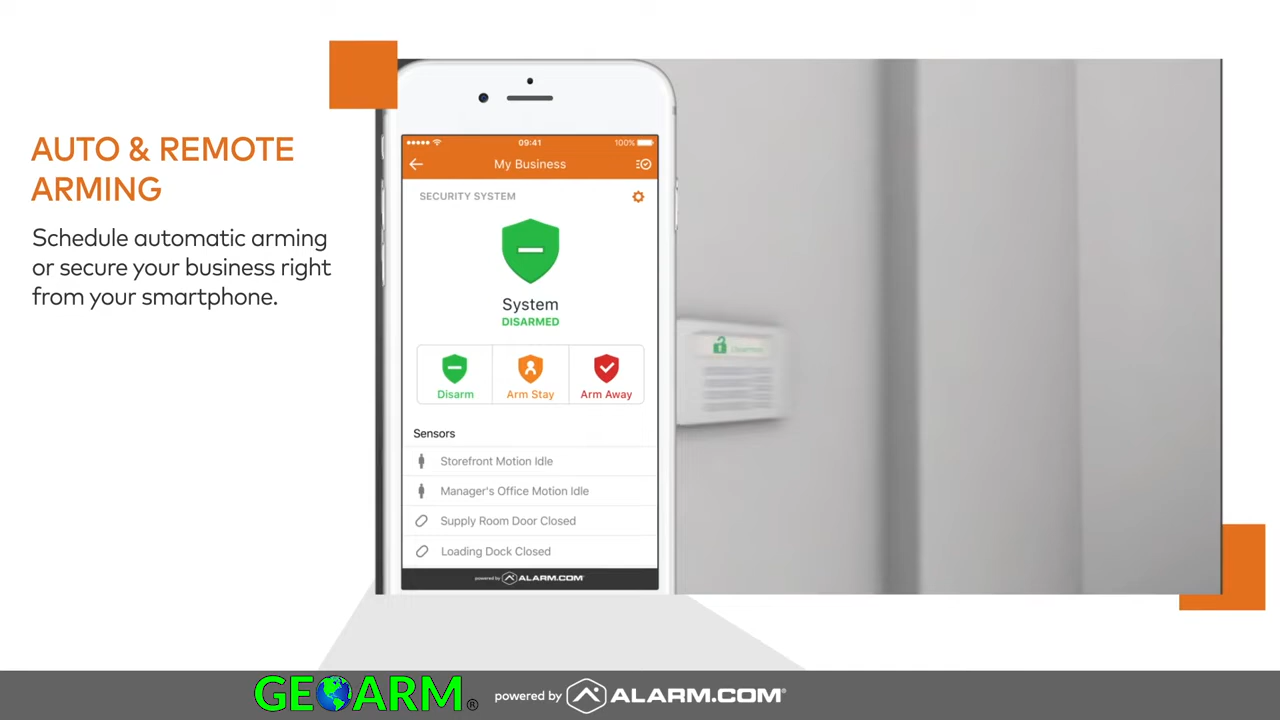 AUTO & REMOTE
ARMING
Schedule automatic arming
or secure your business right
from your smartphone.
09:41
100%
My Business
SECURITY SYSTEM
System
DISARMED
Disarm
Arm Stay
Arm Away
Sensors
Storefront Motion Idle
Manager's Office Motion Idle
Supply Room Door Closed
Loading Dock Closed
powered by ALARM.COM®
GEOARM® powered by ALARM.COM®